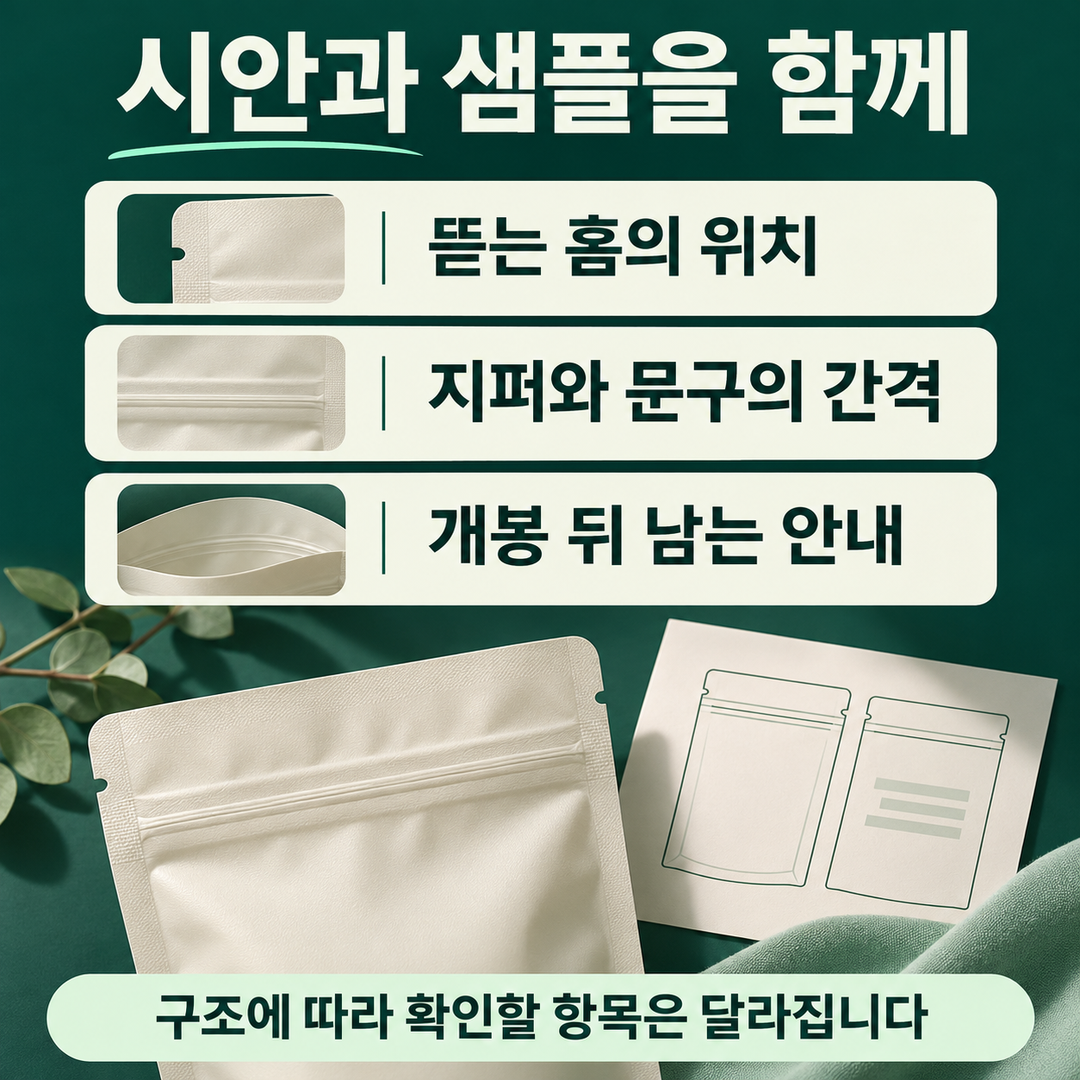 시안과 샘플을 함께
뜯는 홈의 위치
지퍼와 문구의 간격
개봉 뒤 남는 안내
구조에 따라 확인할 항목은 달라집니다